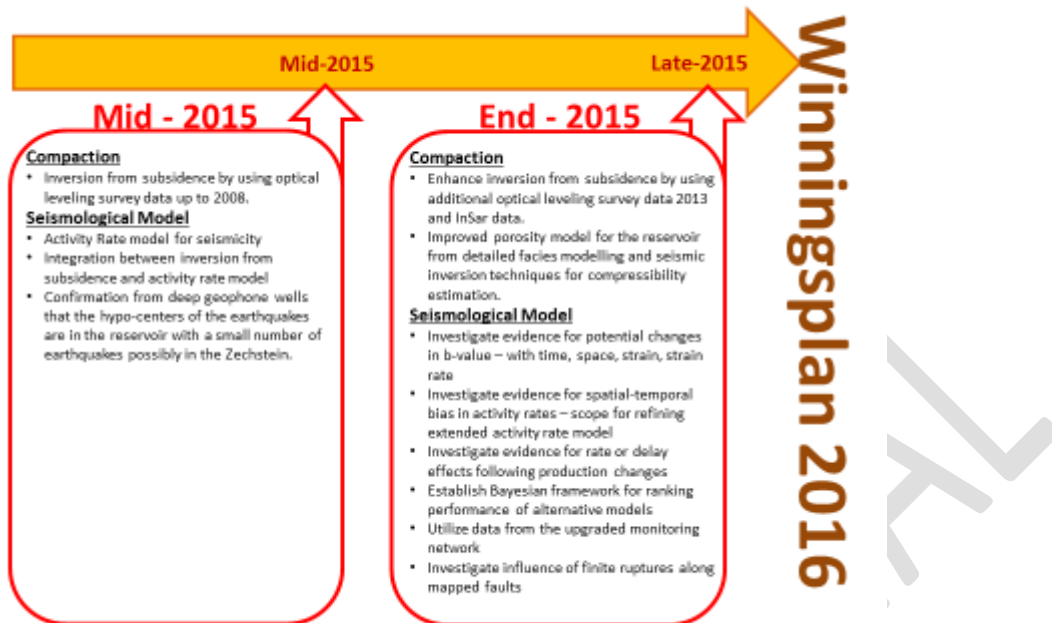 Mid-2015
Late-2015
Mid - 2015
Compaction
• Inversion from subsidence by using optical
leveling survey data up to 2008.
Seismological Model
• Activity Rate model for seismicity
• Integration between inversion from
subsidence and activity rate model
• Confirmation from deep geophone wells
that the hypo-centers of the earthquakes
are in the reservoir with a small number of
earthquakes possibly in the Zechstein.
End - 2015
Compaction
• Enhance inversion from subsidence by using
additional optical leveling survey data 2013
and InSar data.
• Improved porosity model for the reservoir
from detailed facies modelling and seismic
inversion techniques for compressibility
estimation.
Seismological Model
• Investigate evidence for potential changes
in b-value – with time, space, strain, strain
rate
• Investigate evidence for spatial-temporal
bias in activity rates – scope for refining
extended activity rate model
• Investigate evidence for rate or delay
effects following production changes
• Establish Bayesian framework for ranking
performance of alternative models
• Utilize data from the upgraded monitoring
network
• Investigate influence of finite ruptures along
mapped faults
Winningsplan 2016
AL